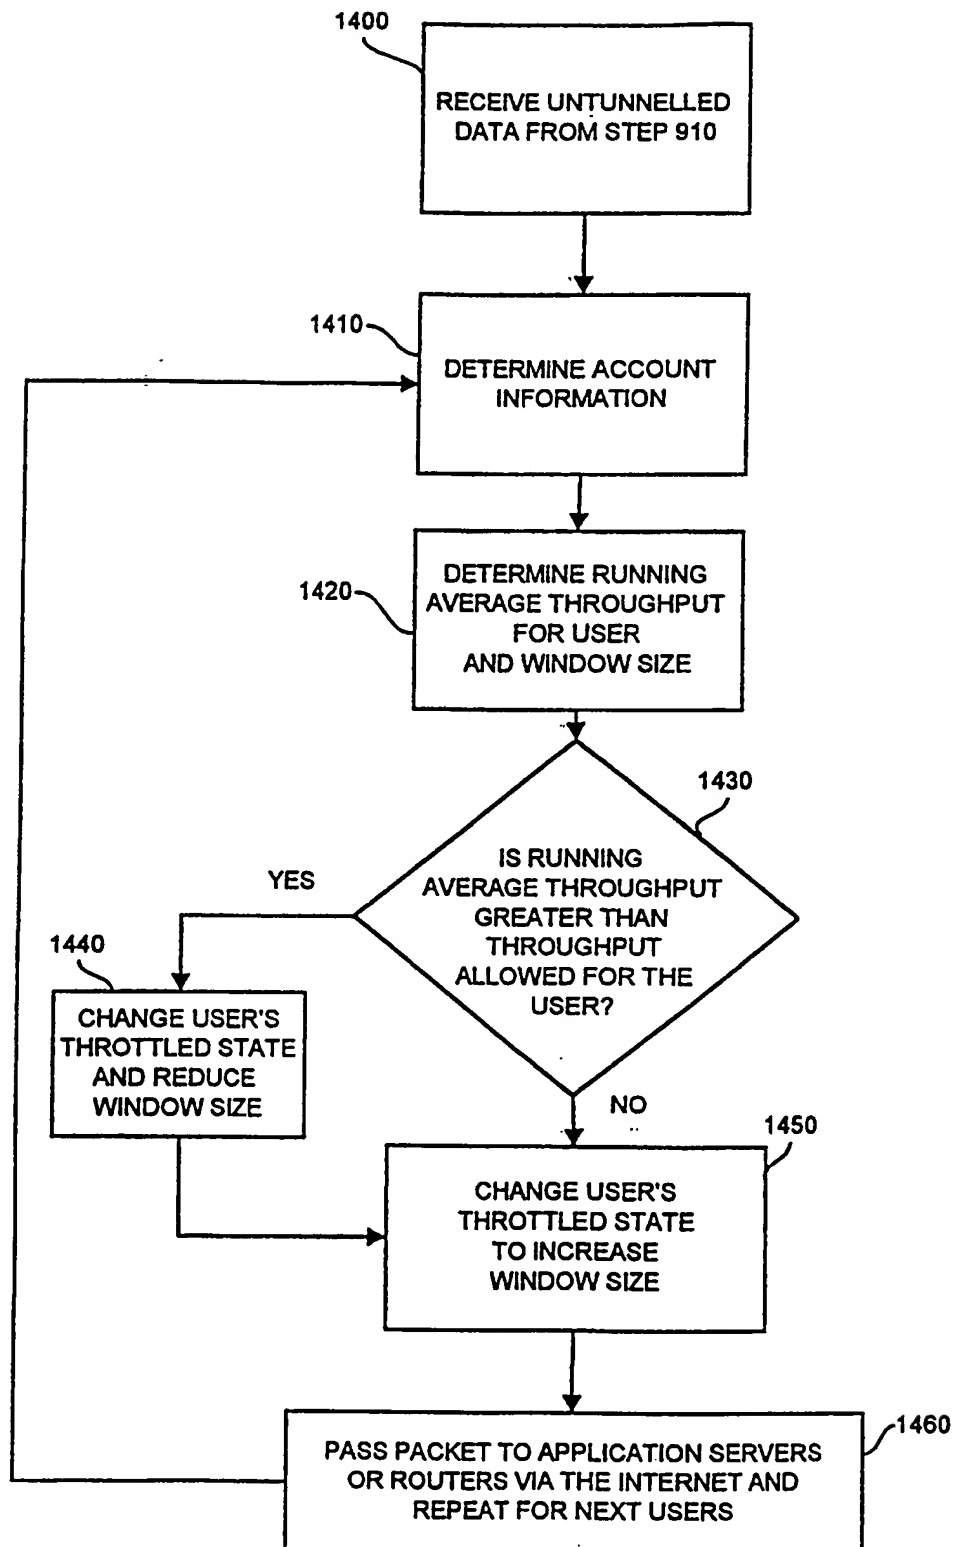 1400
RECEIVE UNTUNNELLED
DATA FROM STEP 910
1410
DETERMINE ACCOUNT
INFORMATION
1420
DETERMINE RUNNING
AVERAGE THROUGHPUT
FOR USER
AND WINDOW SIZE
1430
IS RUNNING
AVERAGE THROUGHPUT
GREATER THAN
THROUGHPUT
ALLOWED FOR THE
USER?
YES
1440
CHANGE USER'S
THROTTLED STATE
AND REDUCE
WINDOW SIZE
NO
1450
CHANGE USER'S
THROTTLED STATE
TO INCREASE
WINDOW SIZE
1460
PASS PACKET TO APPLICATION SERVERS
OR ROUTERS VIA THE INTERNET AND
REPEAT FOR NEXT USERS